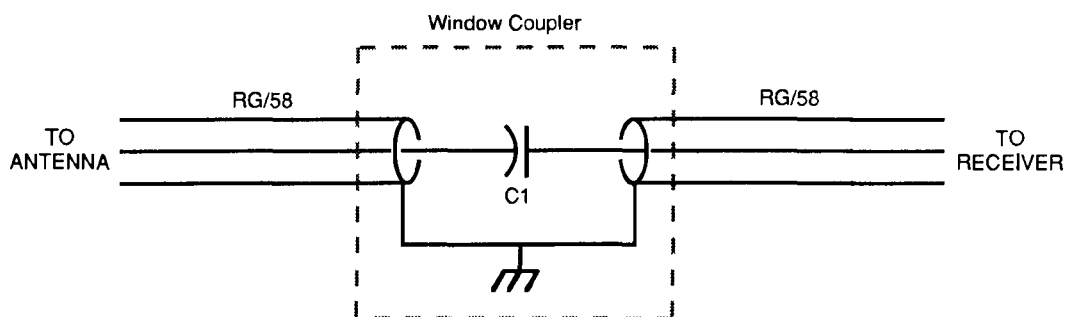 Window Coupler
RG/58
RG/58
TO
ANTENNA
TO
RECEIVER
C1